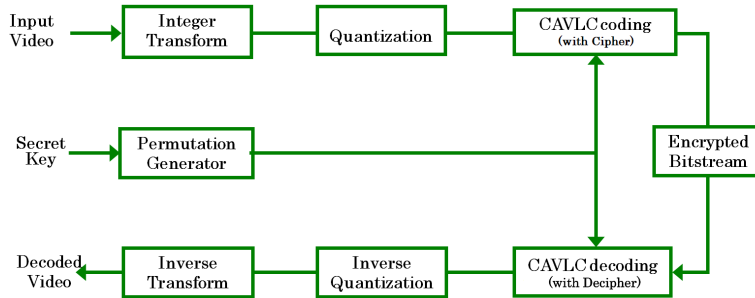 Input
Video
Integer
Transform
Quantization
CAVLC coding
(with Cipher)
Secret
Key
Permutation
Generator
Encrypted
Bitstream
Decoded
Video
Inverse
Transform
Inverse
Quantization
CAVLC decoding
(with Decipher)